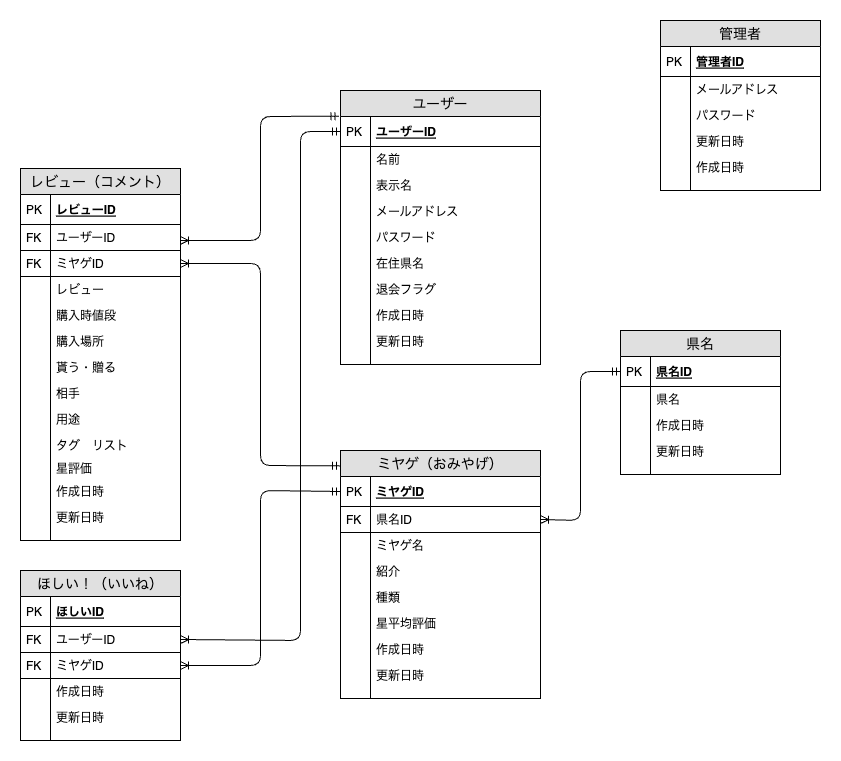 管理者
PK 管理者ID
メールアドレス
パスワード
更新日時
作成日時
ユーザー
PK ユーザーID
名前
表示名
メールアドレス
パスワード
在住県名
退会フラグ
作成日時
更新日時
レビュー（コメント）
PK レビューID
FK ユーザーID
FK ミヤゲID
レビュー
購入時値段
購入場所
貰う・贈る
相手
用途
タグ　リスト
星評価
作成日時
更新日時
県名
PK 県名ID
県名
作成日時
更新日時
ミヤゲ（おみやげ）
PK ミヤゲID
FK 県名ID
ミヤゲ名
紹介
種類
星平均評価
作成日時
更新日時
ほしい！（いいね）
PK ほしいID
FK ユーザーID
FK ミヤゲID
作成日時
更新日時